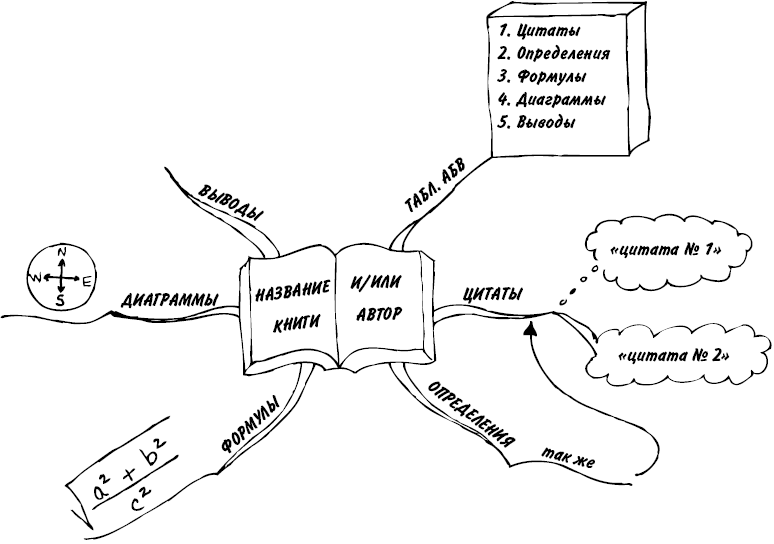 1. Цитаты
2. Определения
3. Формулы
4. Диаграммы
5. Выводы
ТАБЛ. АБВ
ВЫВОДЫ
«цитата № 1»
N
W E
S
ДИАГРАММЫ
НАЗВАНИЕ
КНИГИ
И/ИЛИ
АВТОР
ЦИТАТЫ
«цитата № 2»
ФОРМУЛЫ
ОПРЕДЕЛЕНИЯ
так же
a² + b²
c²